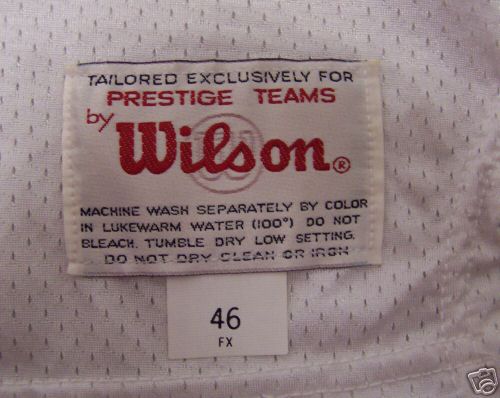 TAILORED EXCLUSIVELY FOR
PRESTIGE TEAMS
by Wilson®
MACHINE WASH SEPARATELY BY COLOR
IN LUKEWARM WATER (100°) DO NOT
BLEACH. TUMBLE DRY LOW SETTING.
DO NOT DRY CLEAN OR IRON
46
FX